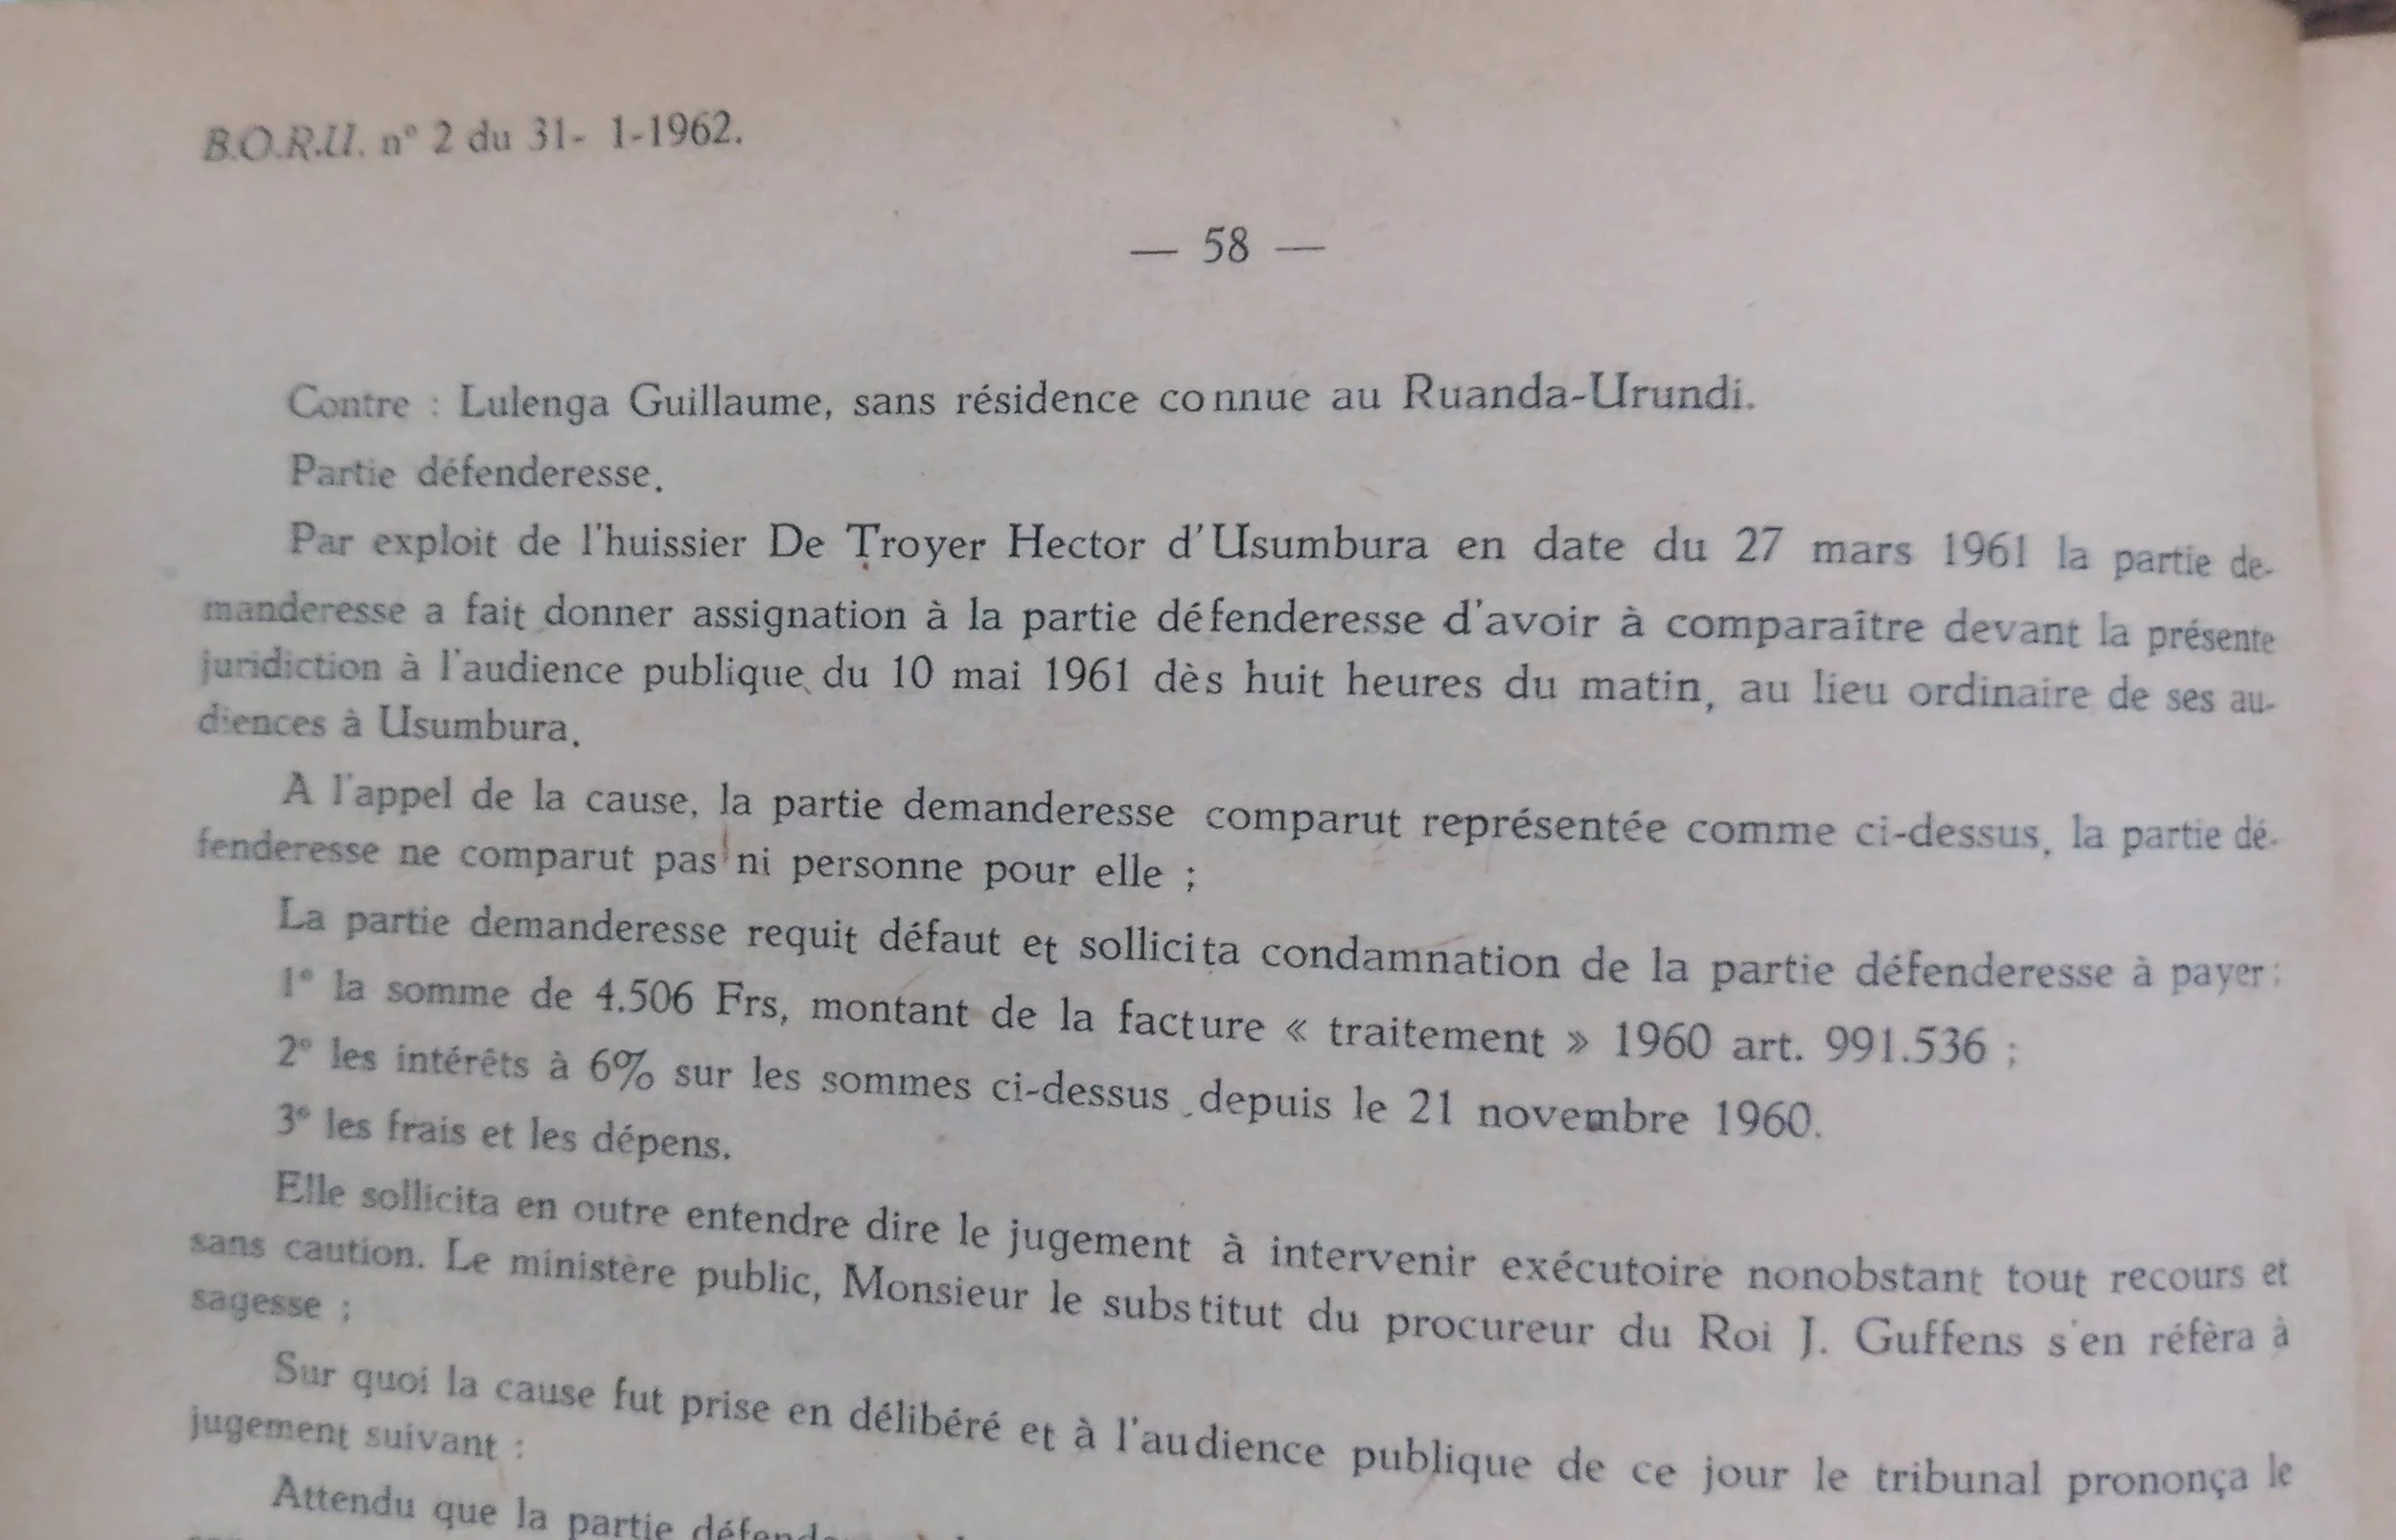 B.O.R.U. n° 2 du 31- 1-1962.
— 58 —
Contre : Lulenga Guillaume, sans résidence connue au Ruanda-Urundi.
Partie défenderesse.
Par exploit de l'huissier De Troyer Hector d'Usumbura en date du 27 mars 1961 la partie de-
manderesse a fait donner assignation à la partie défenderesse d'avoir à comparaître devant la présente
juridiction à l'audience publique du 10 mai 1961 dès huit heures du matin, au lieu ordinaire de ses au-
diences à Usumbura.
A l'appel de la cause, la partie demanderesse comparut représentée comme ci-dessus, la partie dé-
fenderesse ne comparut pas ni personne pour elle ;
La partie demanderesse requit défaut et sollicita condamnation de la partie défenderesse à payer :
1° la somme de 4.506 Frs, montant de la facture « traitement » 1960 art. 991.536 ;
2° les intérêts à 6% sur les sommes ci-dessus depuis le 21 novembre 1960.
3° les frais et les dépens.
Elle sollicita en outre entendre dire le jugement à intervenir exécutoire nonobstant tout recours et
sans caution. Le ministère public, Monsieur le substitut du procureur du Roi J. Guffens s'en réfèra à
sagesse ;
Sur quoi la cause fut prise en délibéré et à l'audience publique de ce jour le tribunal prononça le
jugement suivant :
Attendu que la partie